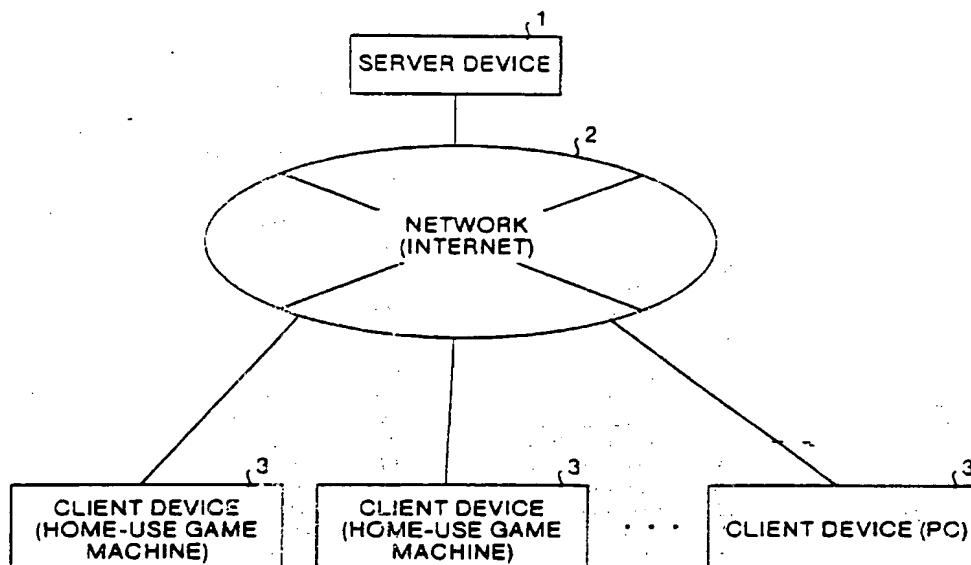 1
SERVER DEVICE
2
NETWORK
(INTERNET)
3
CLIENT DEVICE
(HOME-USE GAME
MACHINE)
3
CLIENT DEVICE
(HOME-USE GAME
MACHINE)
. . .
3
CLIENT DEVICE (PC)